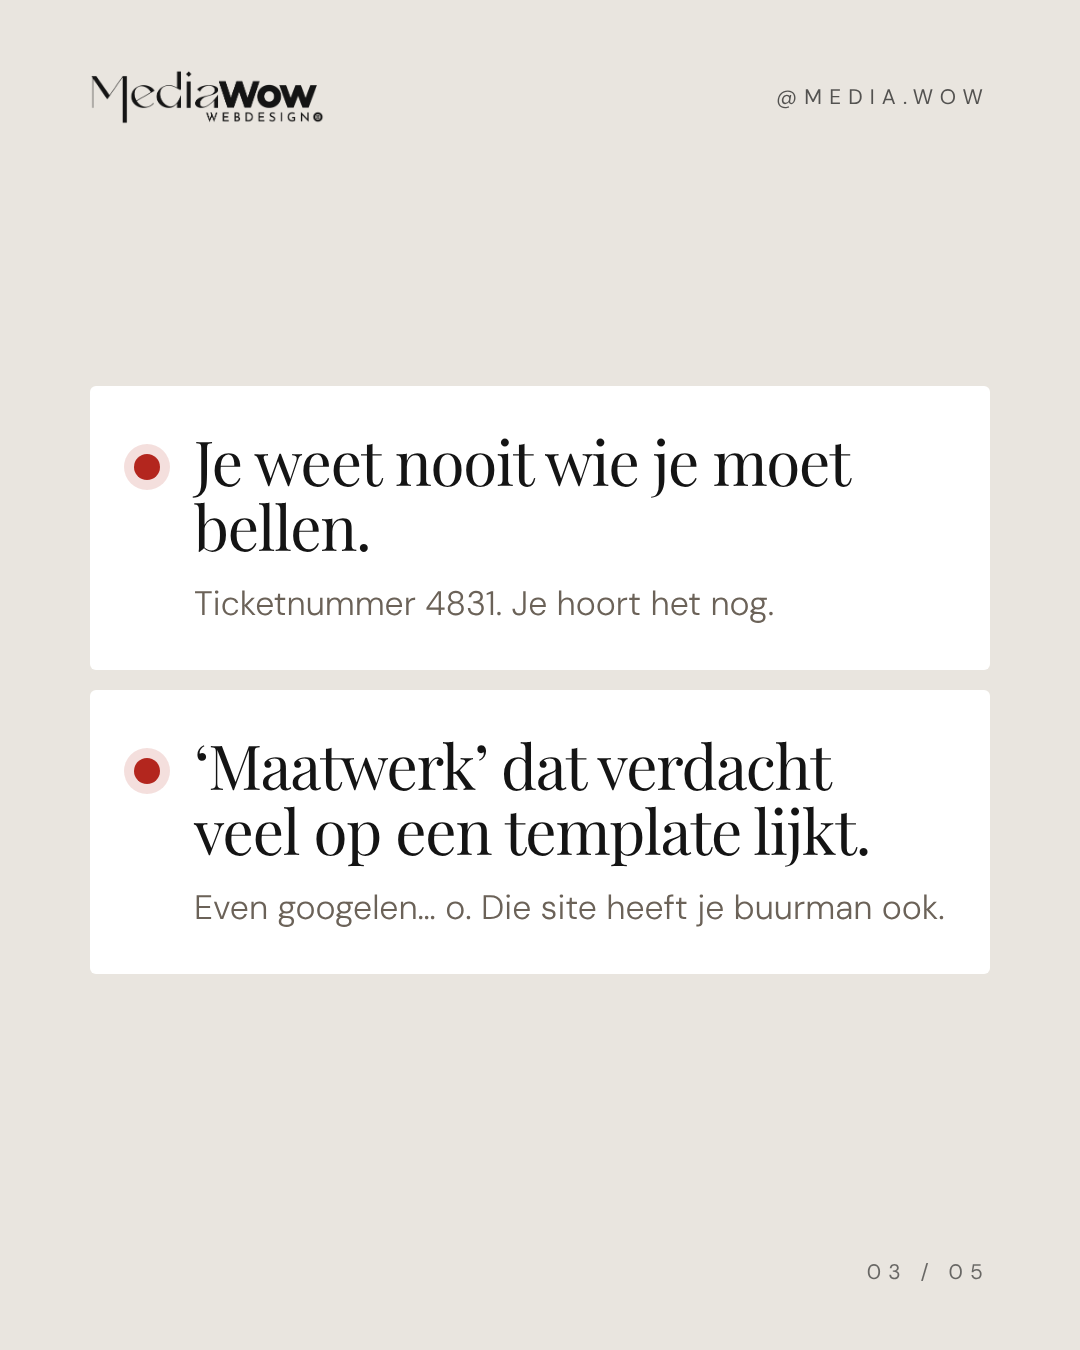 MediaWow
WEBDESIGN
@MEDIA.WOW
Je weet nooit wie je moet
bellen.
Ticketnummer 4831. Je hoort het nog.
‘Maatwerk’ dat verdacht
veel op een template lijkt.
Even googelen... o. Die site heeft je buurman ook.
03 / 05